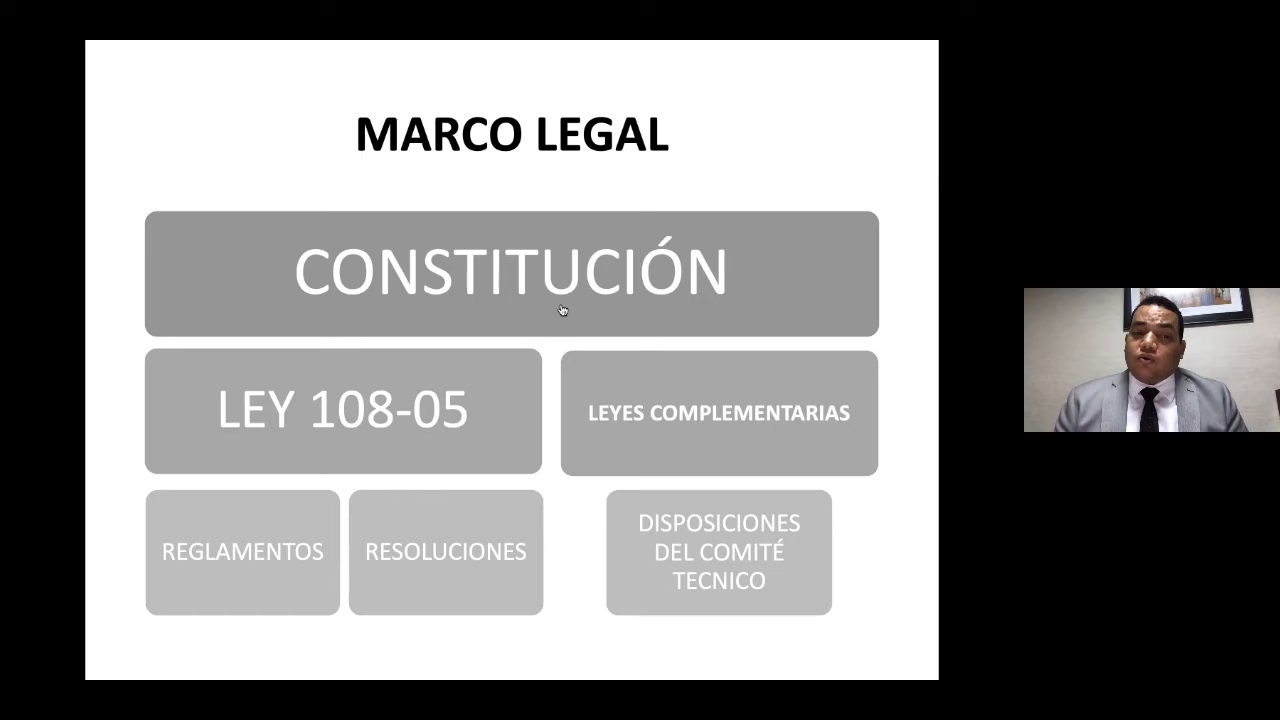 MARCO LEGAL
CONSTITUCIÓN
LEY 108-05
LEYES COMPLEMENTARIAS
REGLAMENTOS
RESOLUCIONES
DISPOSICIONES
DEL COMITÉ
TECNICO